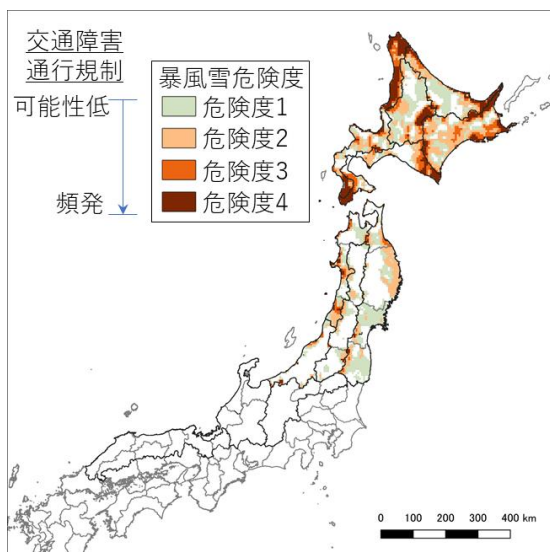 交通障害
通行規制
可能性低
頻発
暴風雪危険度
危険度1
危険度2
危険度3
危険度4
0 100 200 300 400 km